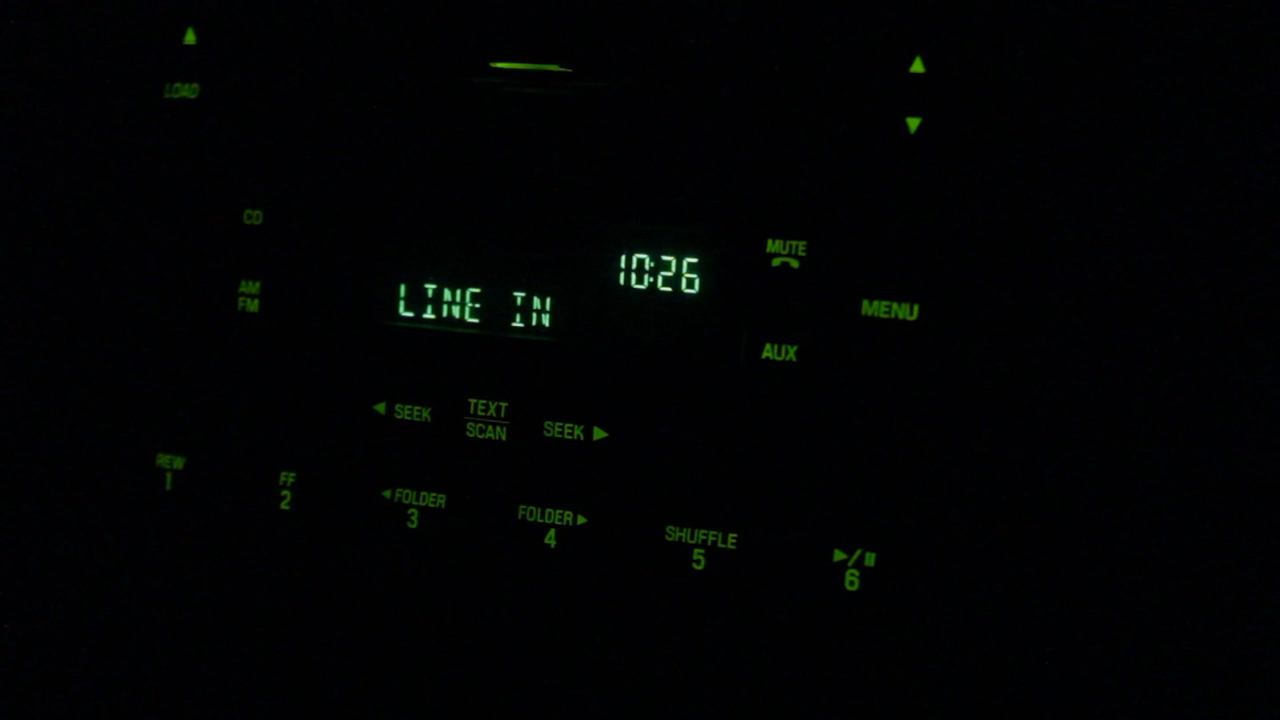 LOAD
CD
MUTE
10:26
AM
FM
LINE IN
MENU
AUX
SEEK
TEXT
SCAN
SEEK
REW
1
FF
2
FOLDER
3
FOLDER
4
SHUFFLE
5
6